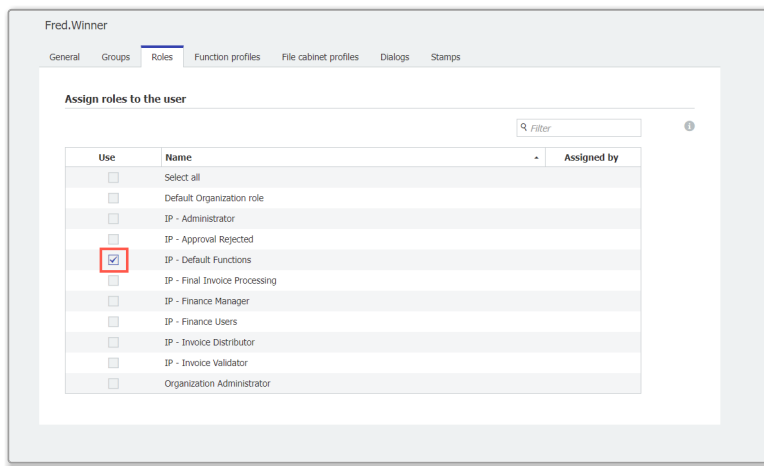 Fred.Winner
General Groups Roles Function profiles File cabinet profiles Dialogs Stamps
Assign roles to the user
Filter
Use Name Assigned by
Select all
Default Organization role
IP - Administrator
IP - Approval Rejected
IP - Default Functions
IP - Final Invoice Processing
IP - Finance Manager
IP - Finance Users
IP - Invoice Distributor
IP - Invoice Validator
Organization Administrator